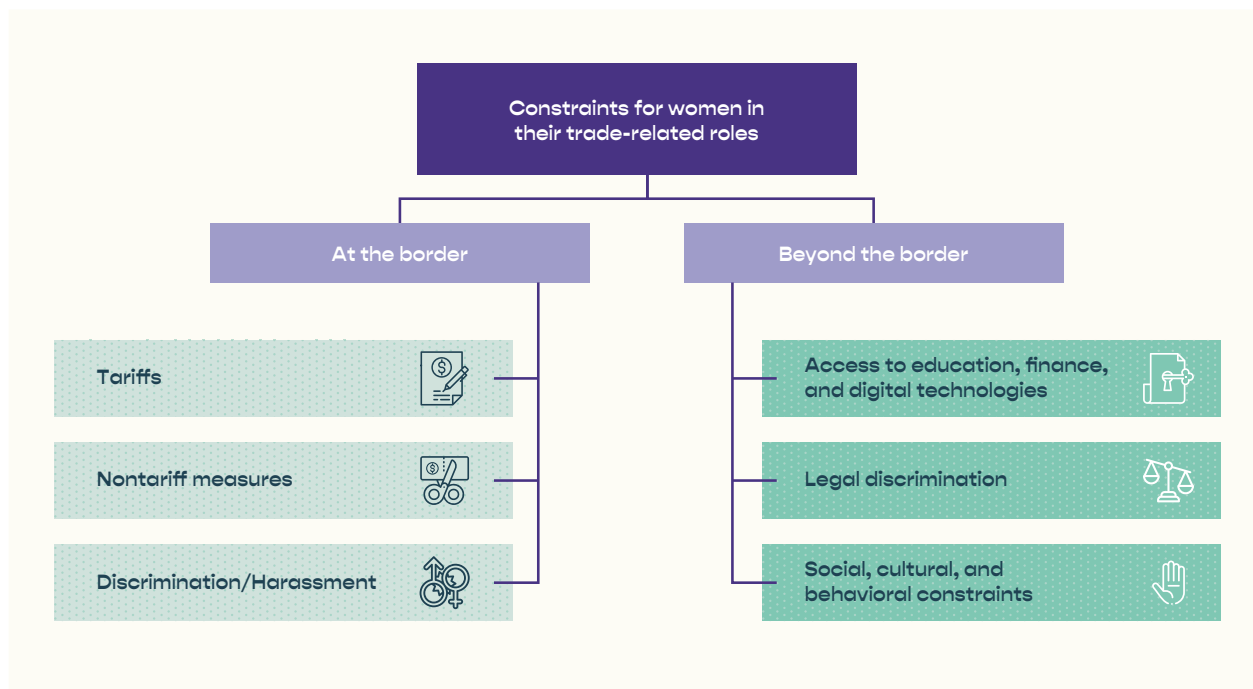 Constraints for women in
their trade-related roles
At the border
Beyond the border
Tariffs
$
Nontariff measures
$
Discrimination/Harassment
Access to education, finance,
and digital technologies
Legal discrimination
Social, cultural, and
behavioral constraints